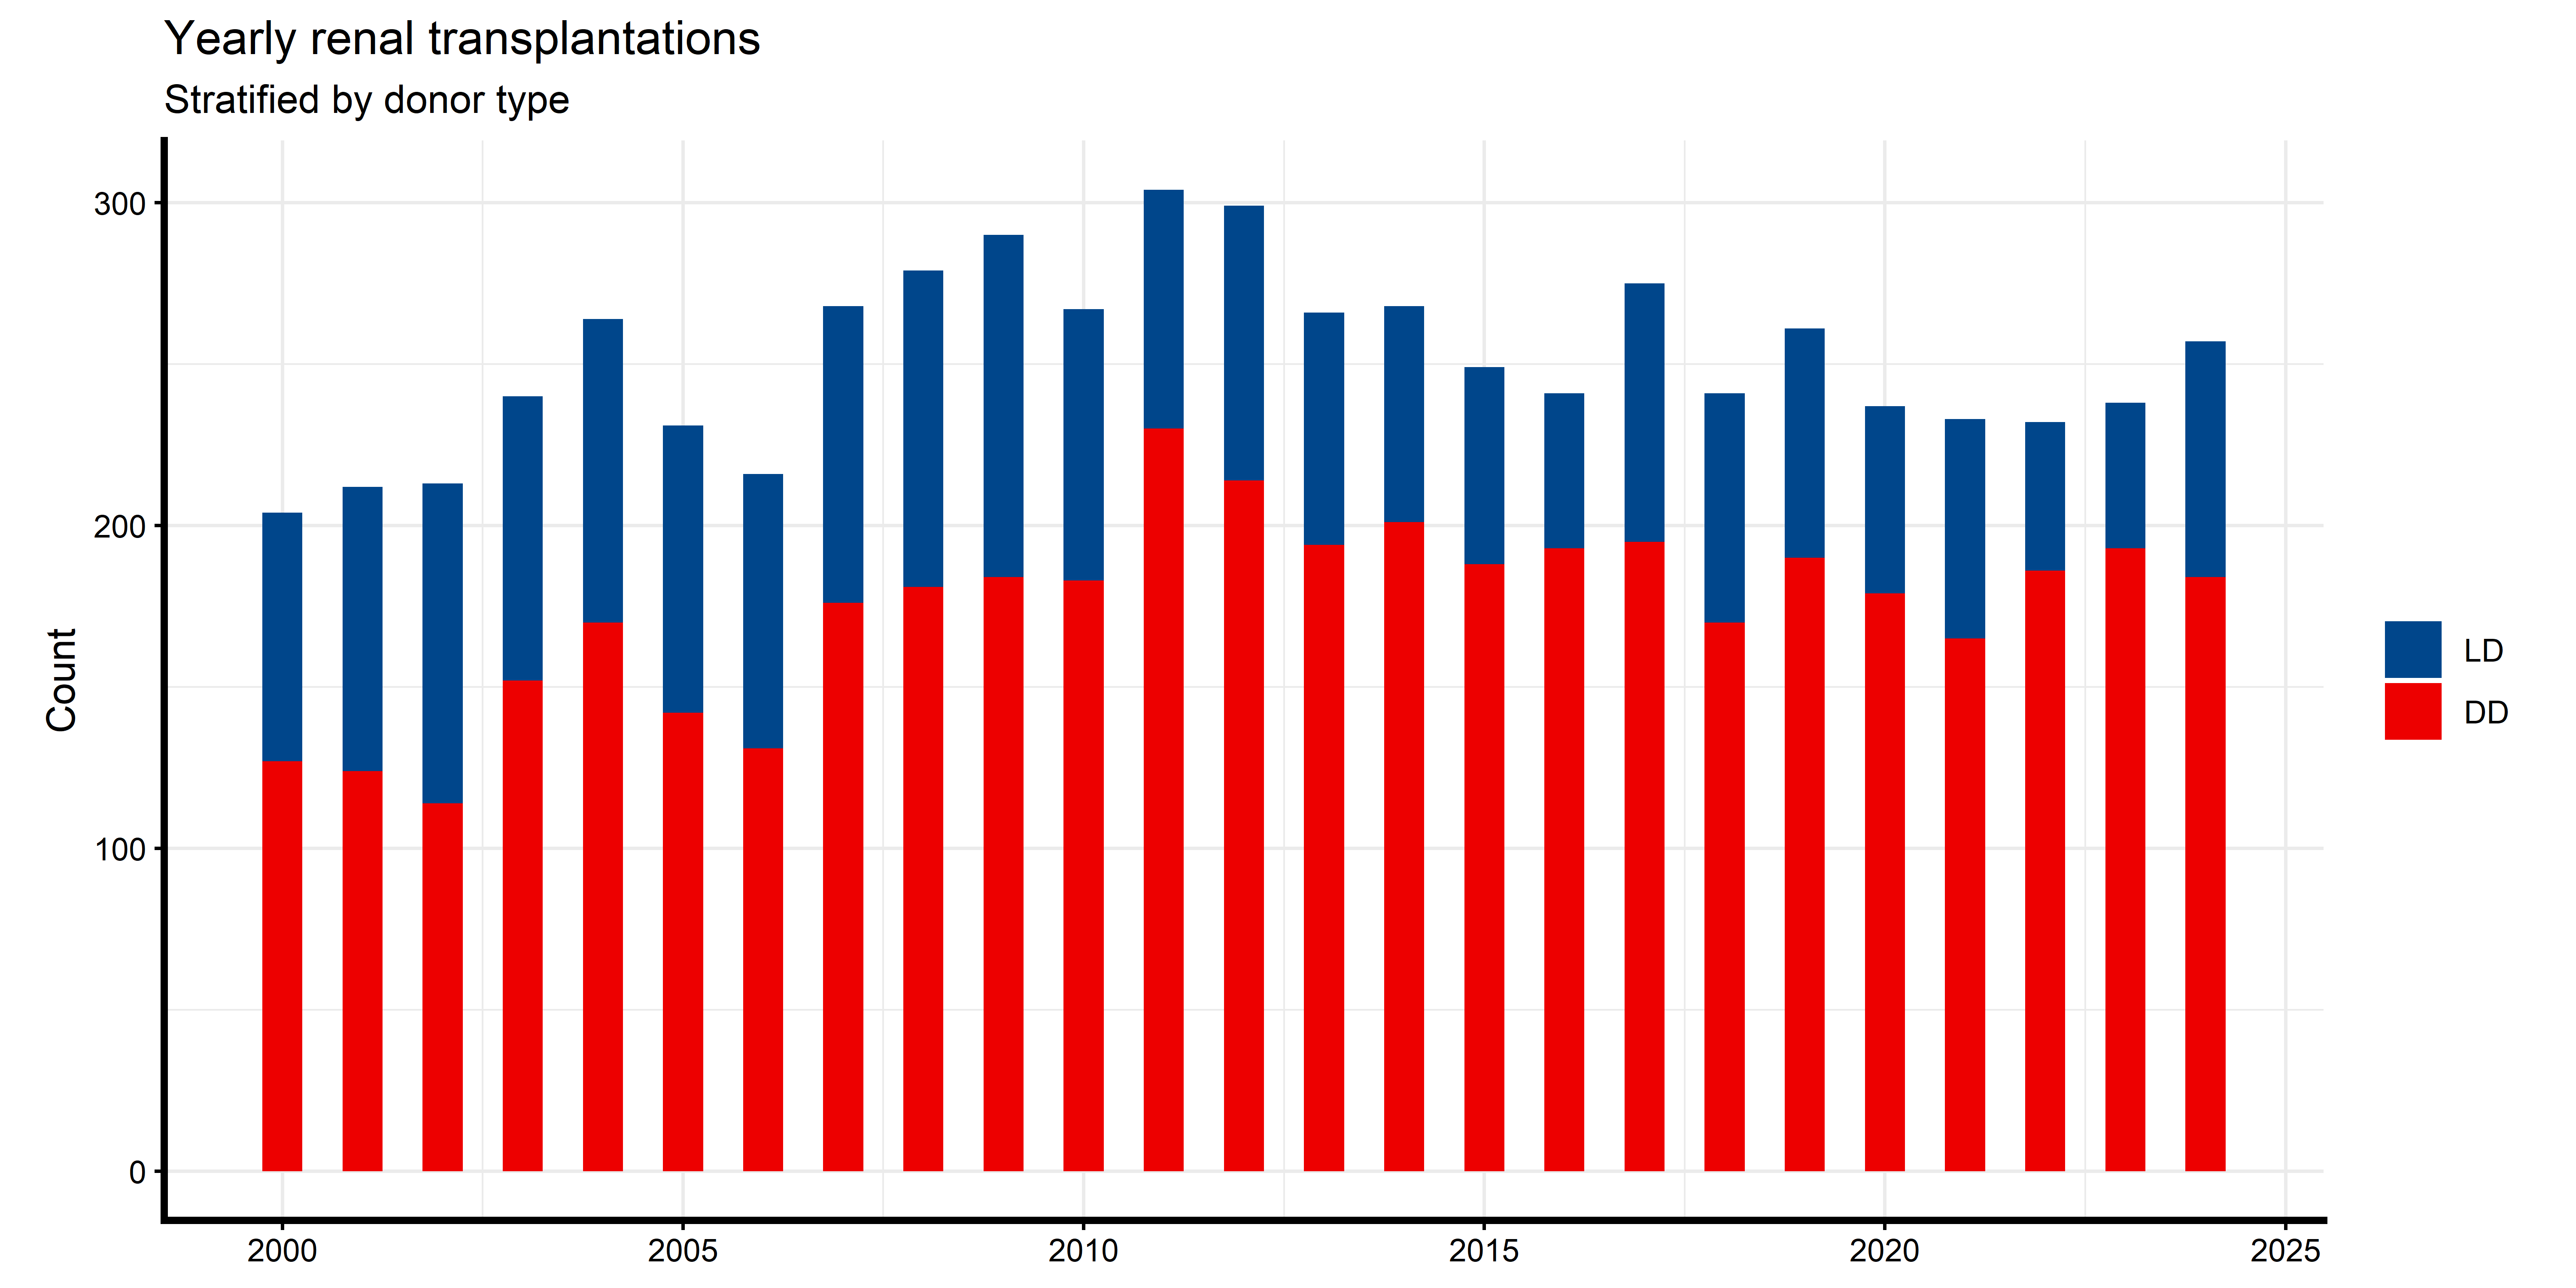 Yearly renal transplantations
Stratified by donor type
Count
300
200
100
0
2000 2005 2010 2015 2020 2025
LD
DD